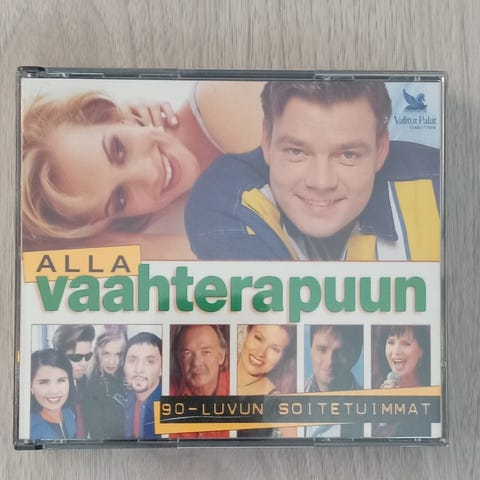 Valitut Palat
ALLA
vaahterapuun
90-LUVUN SOITETUIMMAT